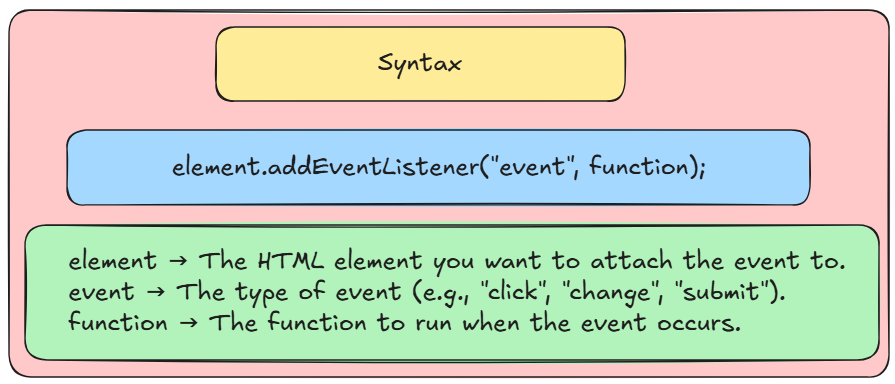 Syntax
element.addEventListener("event", function);
element → The HTML element you want to attach the event to.
event → The type of event (e.g., "click", "change", "submit").
function → The function to run when the event occurs.